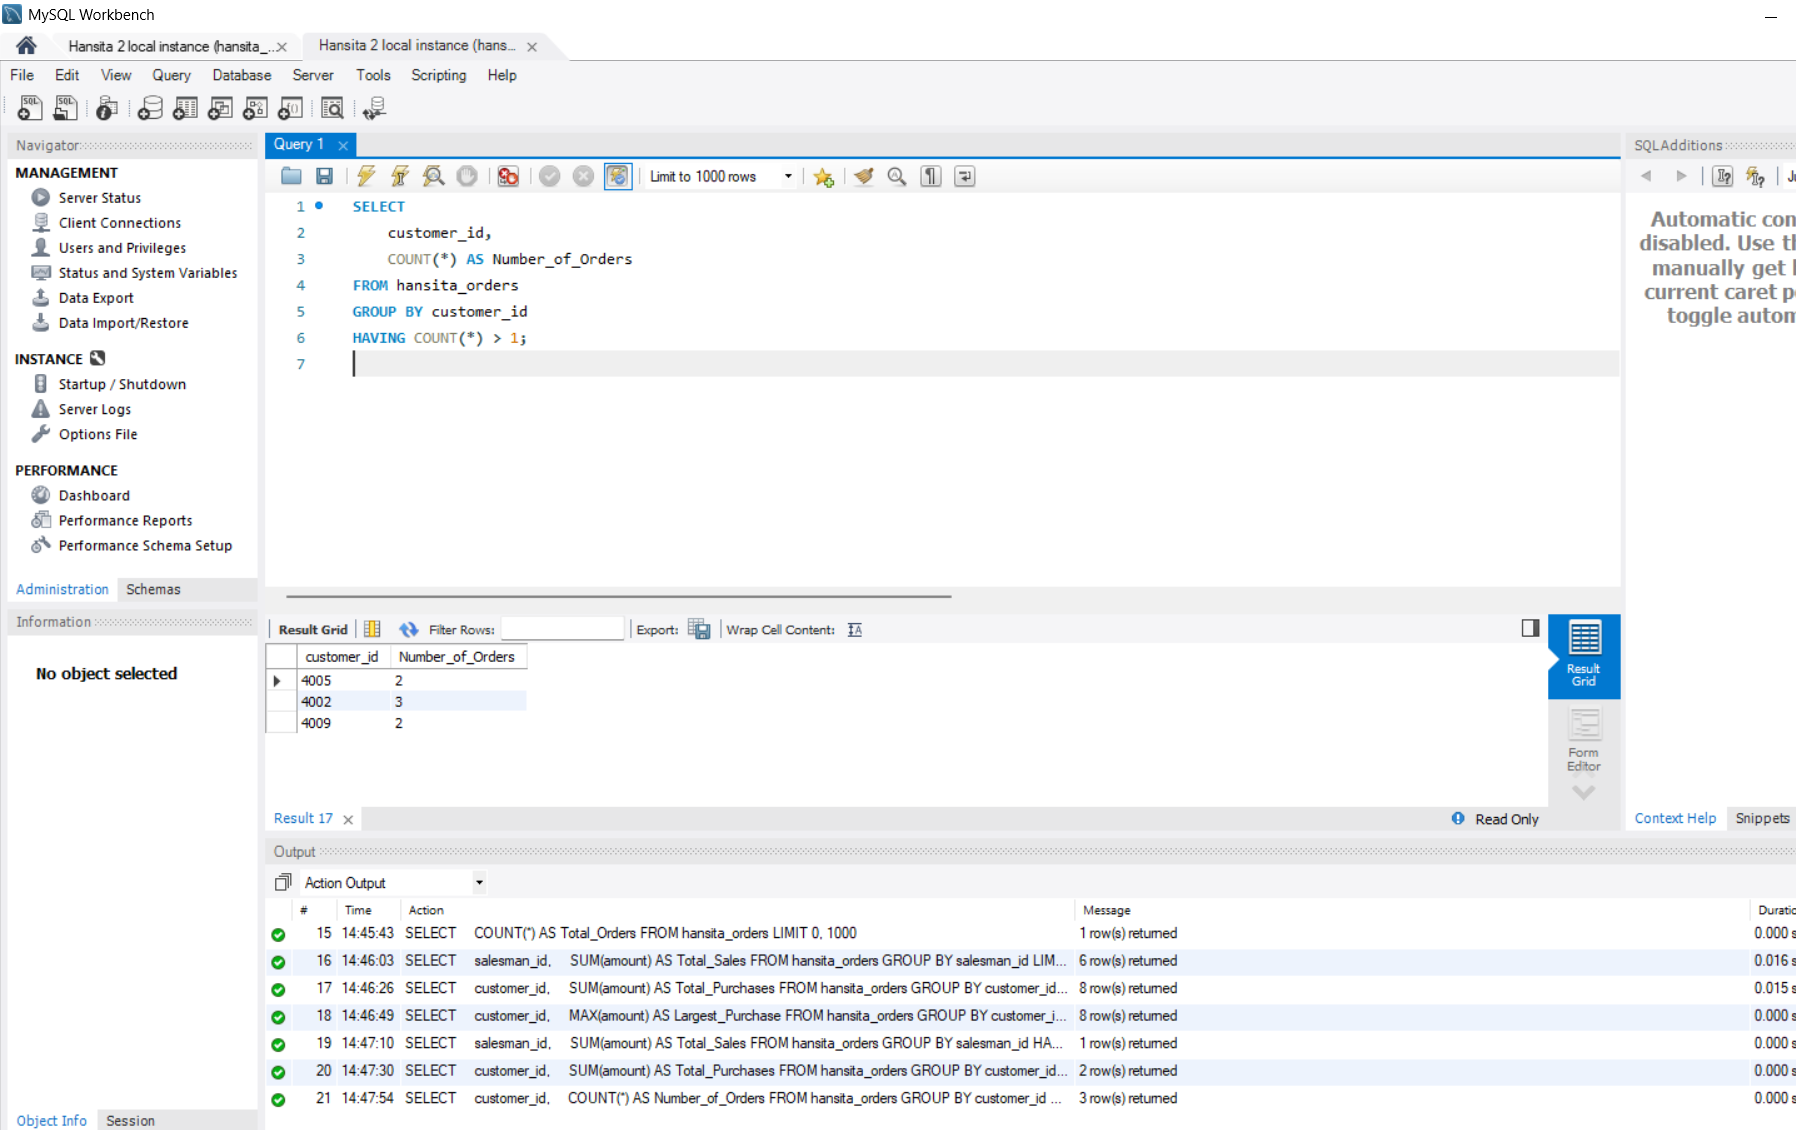 MySQL Workbench
Hansita 2 local instance (hansita_...
Hansita 2 local instance (hans...
File Edit View Query Database Server Tools Scripting Help
Navigator
MANAGEMENT
Server Status
Client Connections
Users and Privileges
Status and System Variables
Data Export
Data Import/Restore
INSTANCE
Startup / Shutdown
Server Logs
Options File
PERFORMANCE
Dashboard
Performance Reports
Performance Schema Setup
Administration Schemas
Information
No object selected
Object Info Session
Query 1
Limit to 1000 rows
1 SELECT
2 customer_id,
3 COUNT(*) AS Number_of_Orders
4 FROM hansita_orders
5 GROUP BY customer_id
6 HAVING COUNT(*) > 1;
7
Result Grid Filter Rows: Export: Wrap Cell Content:
customer_id Number_of_Orders
4005 2
4002 3
4009 2
Result
Grid
Form
Editor
Result 17
Read Only
SQLAdditions
Ju
Automatic con
disabled. Use th
manually get
current caret p
toggle autom
Context Help Snippets
Output
Action Output
# Time Action Message Duratio
15 14:45:43 SELECT COUNT(*) AS Total_Orders FROM hansita_orders LIMIT 0, 1000 1 row(s) returned 0.000 s
16 14:46:03 SELECT salesman_id, SUM(amount) AS Total_Sales FROM hansita_orders GROUP BY salesman_id LIM... 6 row(s) returned 0.016 s
17 14:46:26 SELECT customer_id, SUM(amount) AS Total_Purchases FROM hansita_orders GROUP BY customer_id... 8 row(s) returned 0.015 s
18 14:46:49 SELECT customer_id, MAX(amount) AS Largest_Purchase FROM hansita_orders GROUP BY customer_i... 8 row(s) returned 0.000 s
19 14:47:10 SELECT salesman_id, SUM(amount) AS Total_Sales FROM hansita_orders GROUP BY salesman_id HA... 1 row(s) returned 0.000 s
20 14:47:30 SELECT customer_id, SUM(amount) AS Total_Purchases FROM hansita_orders GROUP BY customer_id... 2 row(s) returned 0.000 s
21 14:47:54 SELECT customer_id, COUNT(*) AS Number_of_Orders FROM hansita_orders GROUP BY customer_id ... 3 row(s) returned 0.000 s